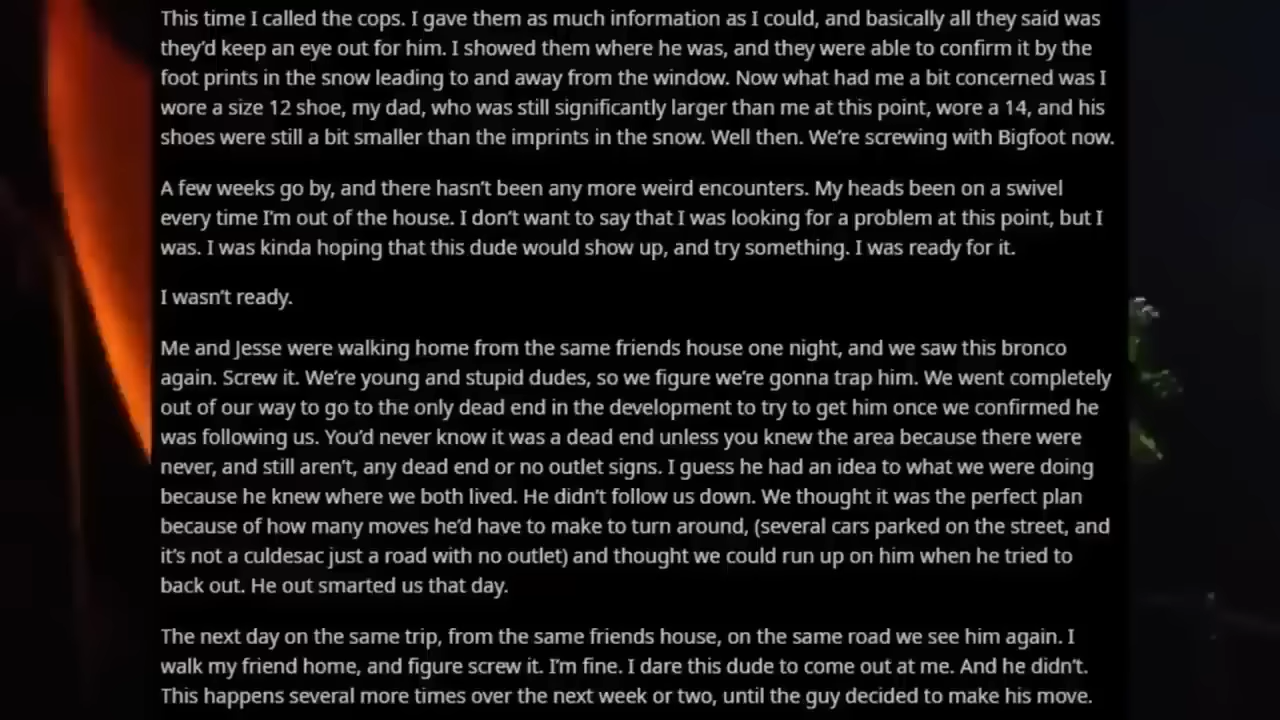 This time I called the cops. I gave them as much information as I could, and basically all they said was
they'd keep an eye out for him. I showed them where he was, and they were able to confirm it by the
foot prints in the snow leading to and away from the window. Now what had me a bit concerned was I
wore a size 12 shoe, my dad, who was still significantly larger than me at this point, wore a 14, and his
shoes were still a bit smaller than the imprints in the snow. Well then. We're screwing with Bigfoot now.
A few weeks go by, and there hasn't been any more weird encounters. My heads been on a swivel
every time I'm out of the house. I don't want to say that I was looking for a problem at this point, but I
was. I was kinda hoping that this dude would show up, and try something. I was ready for it.
I wasn't ready.
Me and Jesse were walking home from the same friends house one night, and we saw this bronco
again. Screw it. We're young and stupid dudes, so we figure we're gonna trap him. We went completely
out of our way to go to the only dead end in the development to try to get him once we confirmed he
was following us. You'd never know it was a dead end unless you knew the area because there were
never, and still aren't, any dead end or no outlet signs. I guess he had an idea to what we were doing
because he knew where we both lived. He didn't follow us down. We thought it was the perfect plan
because of how many moves he'd have to make to turn around, (several cars parked on the street, and
it's not a culdesac just a road with no outlet) and thought we could run up on him when he tried to
back out. He out smarted us that day.
The next day on the same trip, from the same friends house, on the same road we see him again. I
walk my friend home, and figure screw it. I'm fine. I dare this dude to come out at me. And he didn't.
This happens several more times over the next week or two, until the guy decided to make his move.